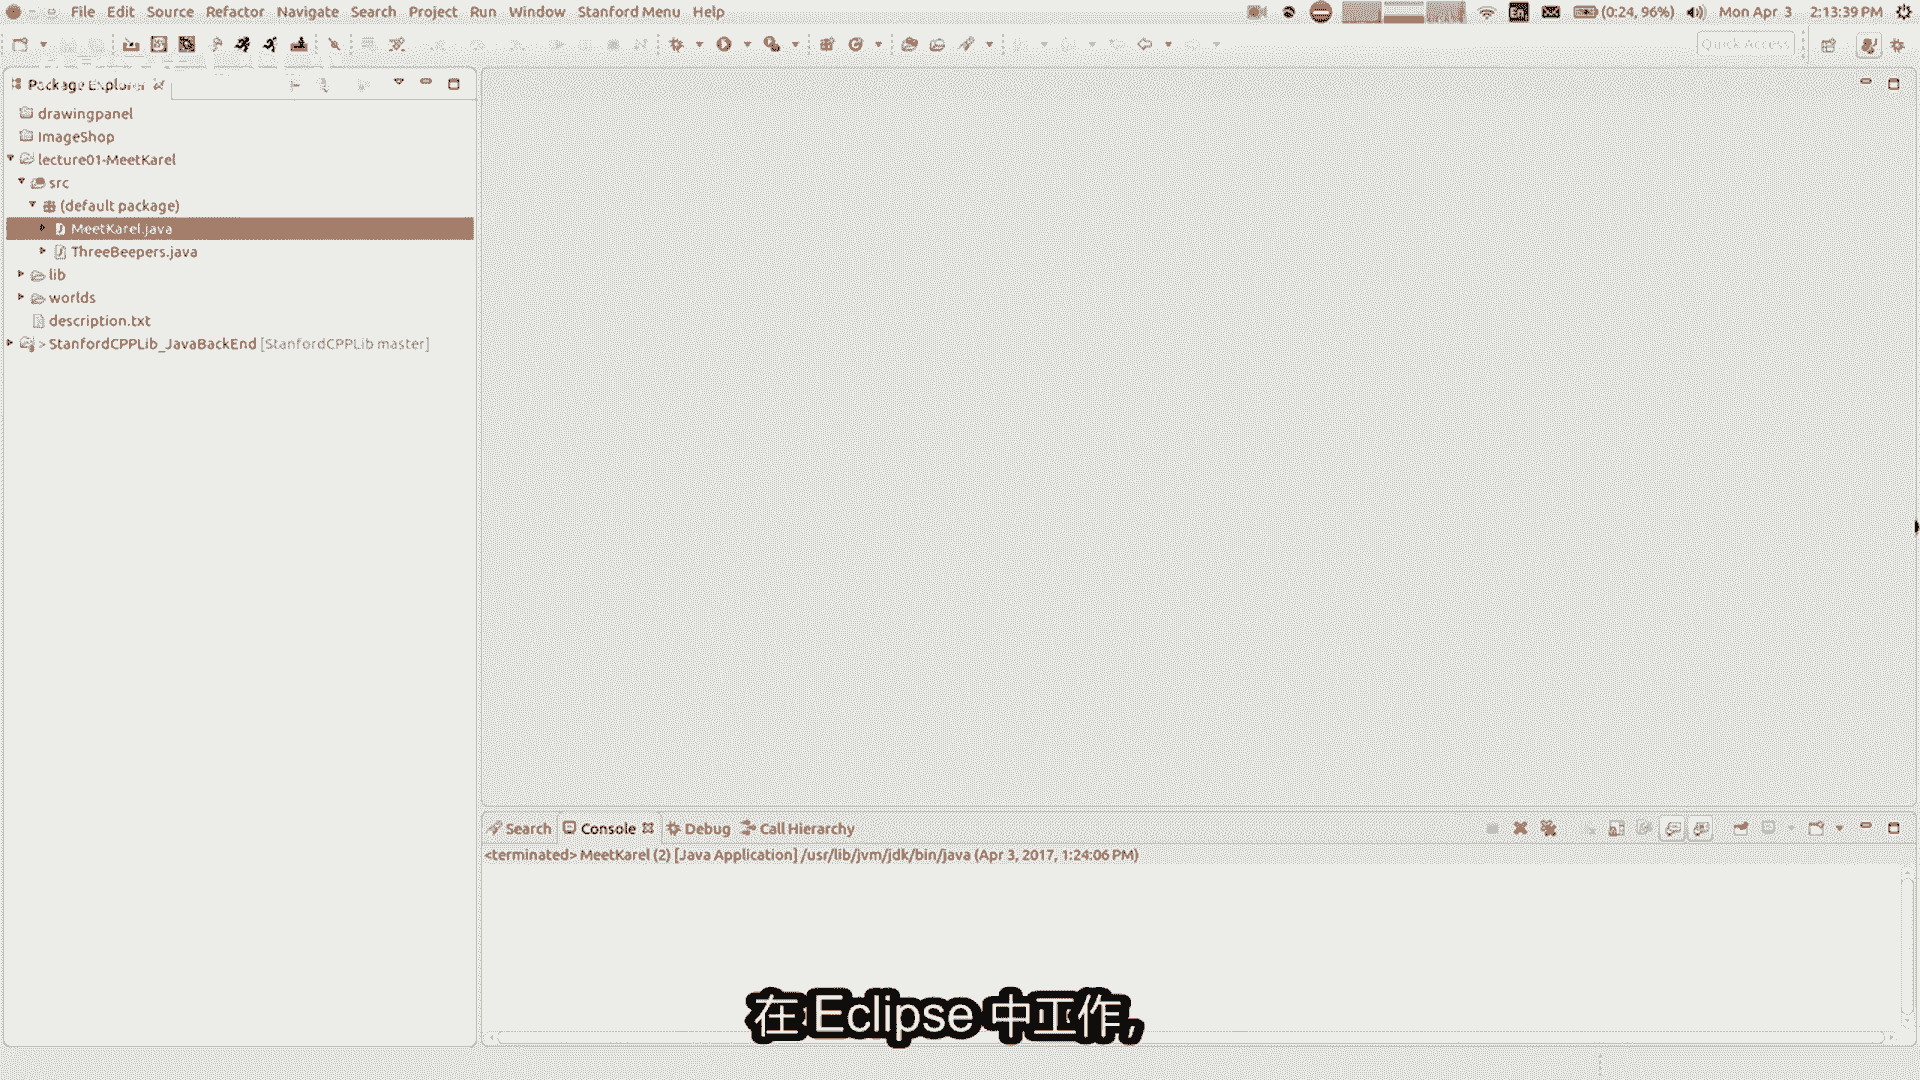 File Edit Source Refactor Navigate Search Project Run Window Stanford Menu Help En (0:24, 96%) Mon Apr 3 2:13:39 PM
Quick Access
Package Explorer
drawingpanel
ImageShop
lecture01-MeetKarel
src
(default package)
MeetKarel.java
ThreeBeepers.java
lib
worlds
description.txt
> StanfordCPPLib_JavaBackEnd [StanfordCPPLib master]
Search Console Debug Call Hierarchy
<terminated> MeetKarel (2) [Java Application] /usr/lib/jvm/jdk/bin/java (Apr 3, 2017, 1:24:06 PM)
在 Eclipse 中工作,